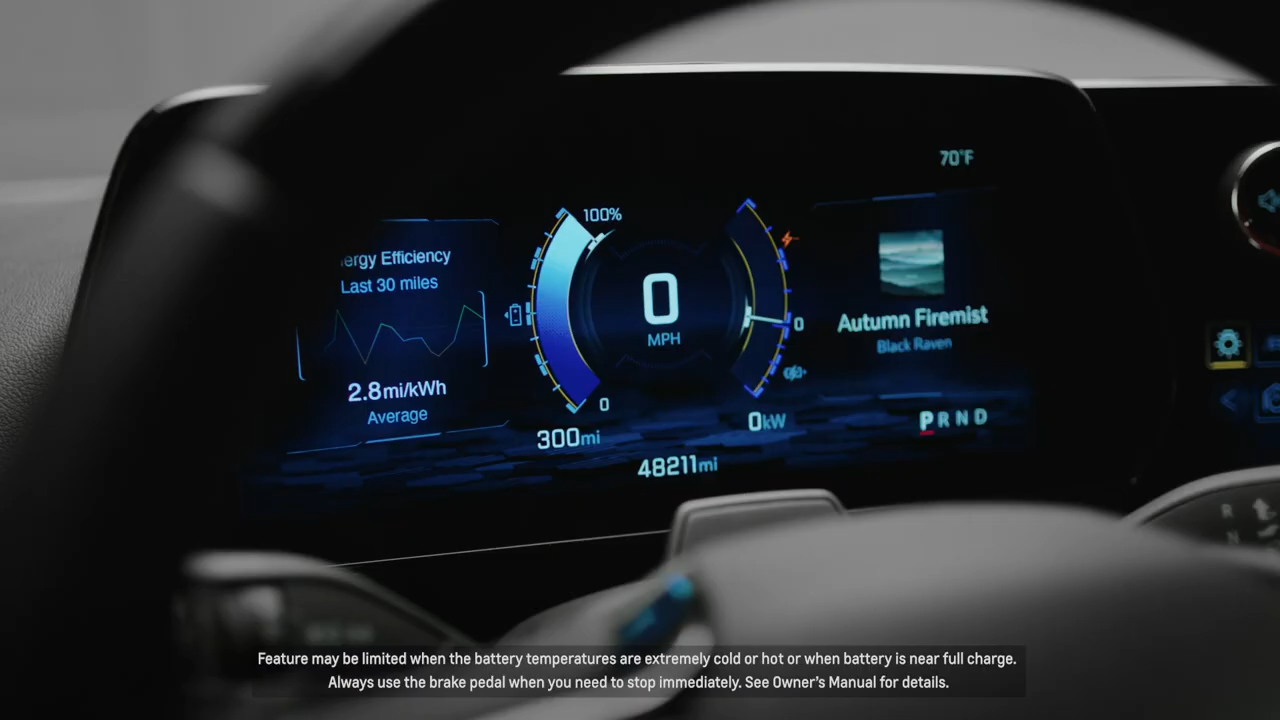 70°F
100%
ergy Efficiency
Last 30 miles
0
MPH
0
Autumn Firemist
Black Raven
2.8mi/kWh
Average
0
300mi
0kW
PRND
48211mi
R
N
Feature may be limited when the battery temperatures are extremely cold or hot or when battery is near full charge.
Always use the brake pedal when you need to stop immediately. See Owner's Manual for details.